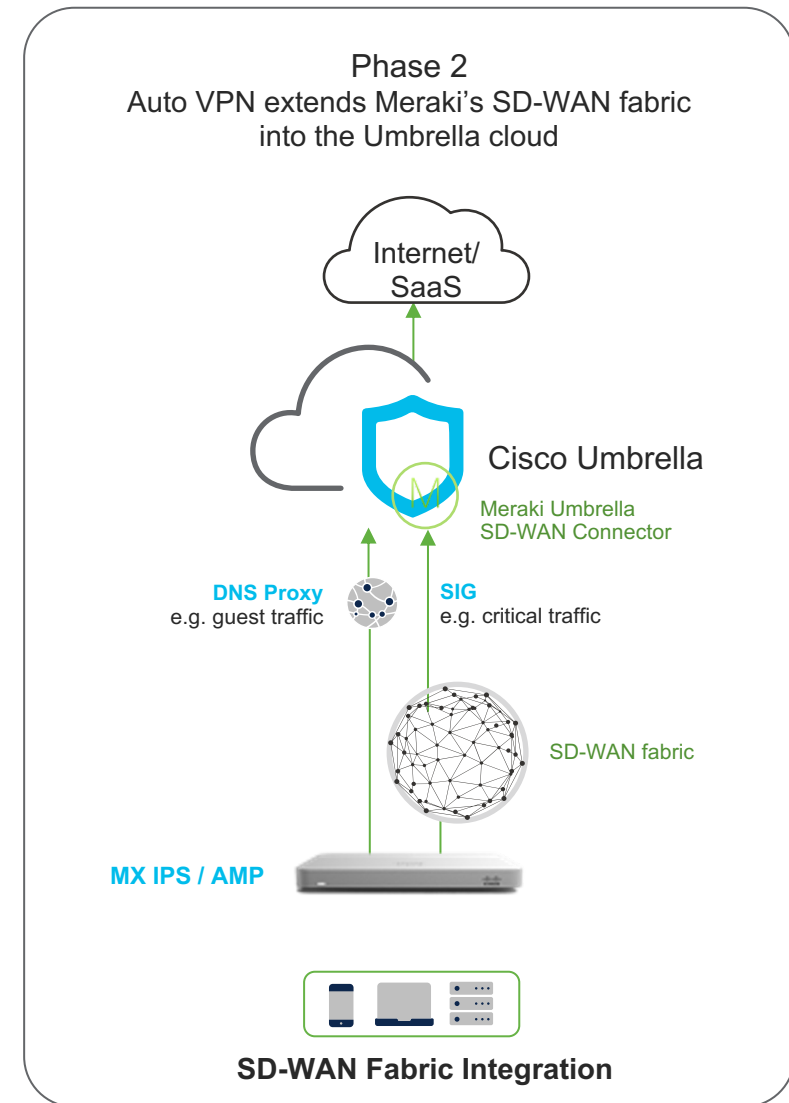 Phase 2
Auto VPN extends Meraki's SD-WAN fabric
into the Umbrella cloud
Internet/
SaaS
Cisco Umbrella
M
Meraki Umbrella
SD-WAN Connector
DNS Proxy
e.g. guest traffic
SIG
e.g. critical traffic
SD-WAN fabric
MX IPS / AMP
SD-WAN Fabric Integration